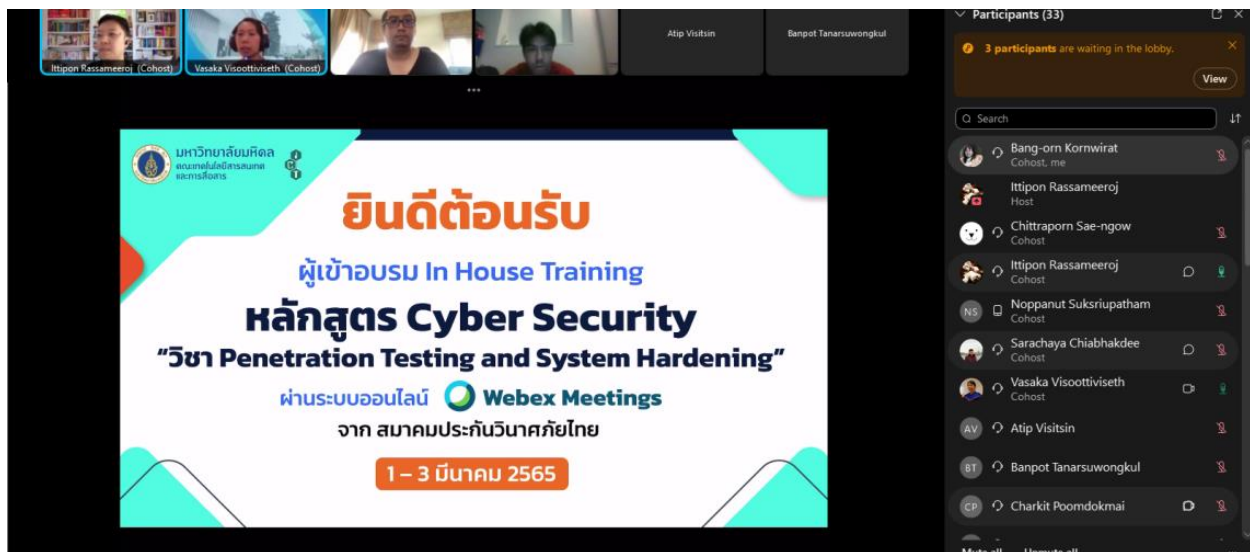 Ittipon Rassameeroj (Cohost)
Vasaka Visoottiviseth (Cohost)
Atip Visitsin
Banpot Tanarsuwongkul
มหาวิทยาลัยมหิดล
คณะเทคโนโลยีสารสนเทศ
และการสื่อสาร
ICT
ยินดีต้อนรับ
ผู้เข้าอบรม In House Training
หลักสูตร Cyber Security
“วิชา Penetration Testing and System Hardening”
ผ่านระบบออนไลน์ Webex Meetings
จาก สมาคมประกันวินาศภัยไทย
1 – 3 มีนาคม 2565
Participants (33)
3 participants are waiting in the lobby.
View
Search
Bang-orn Kornwirat
Cohost, me
Ittipon Rassameeroj
Host
Chittraporn Sae-ngow
Cohost
Ittipon Rassameeroj
Cohost
NS Noppanut Suksriupatham
Cohost
Sarachaya Chiabhakdee
Cohost
Vasaka Visoottiviseth
Cohost
AV Atip Visitsin
BT Banpot Tanarsuwongkul
CP Charkit Poomdokmai
Mute all Unmute all